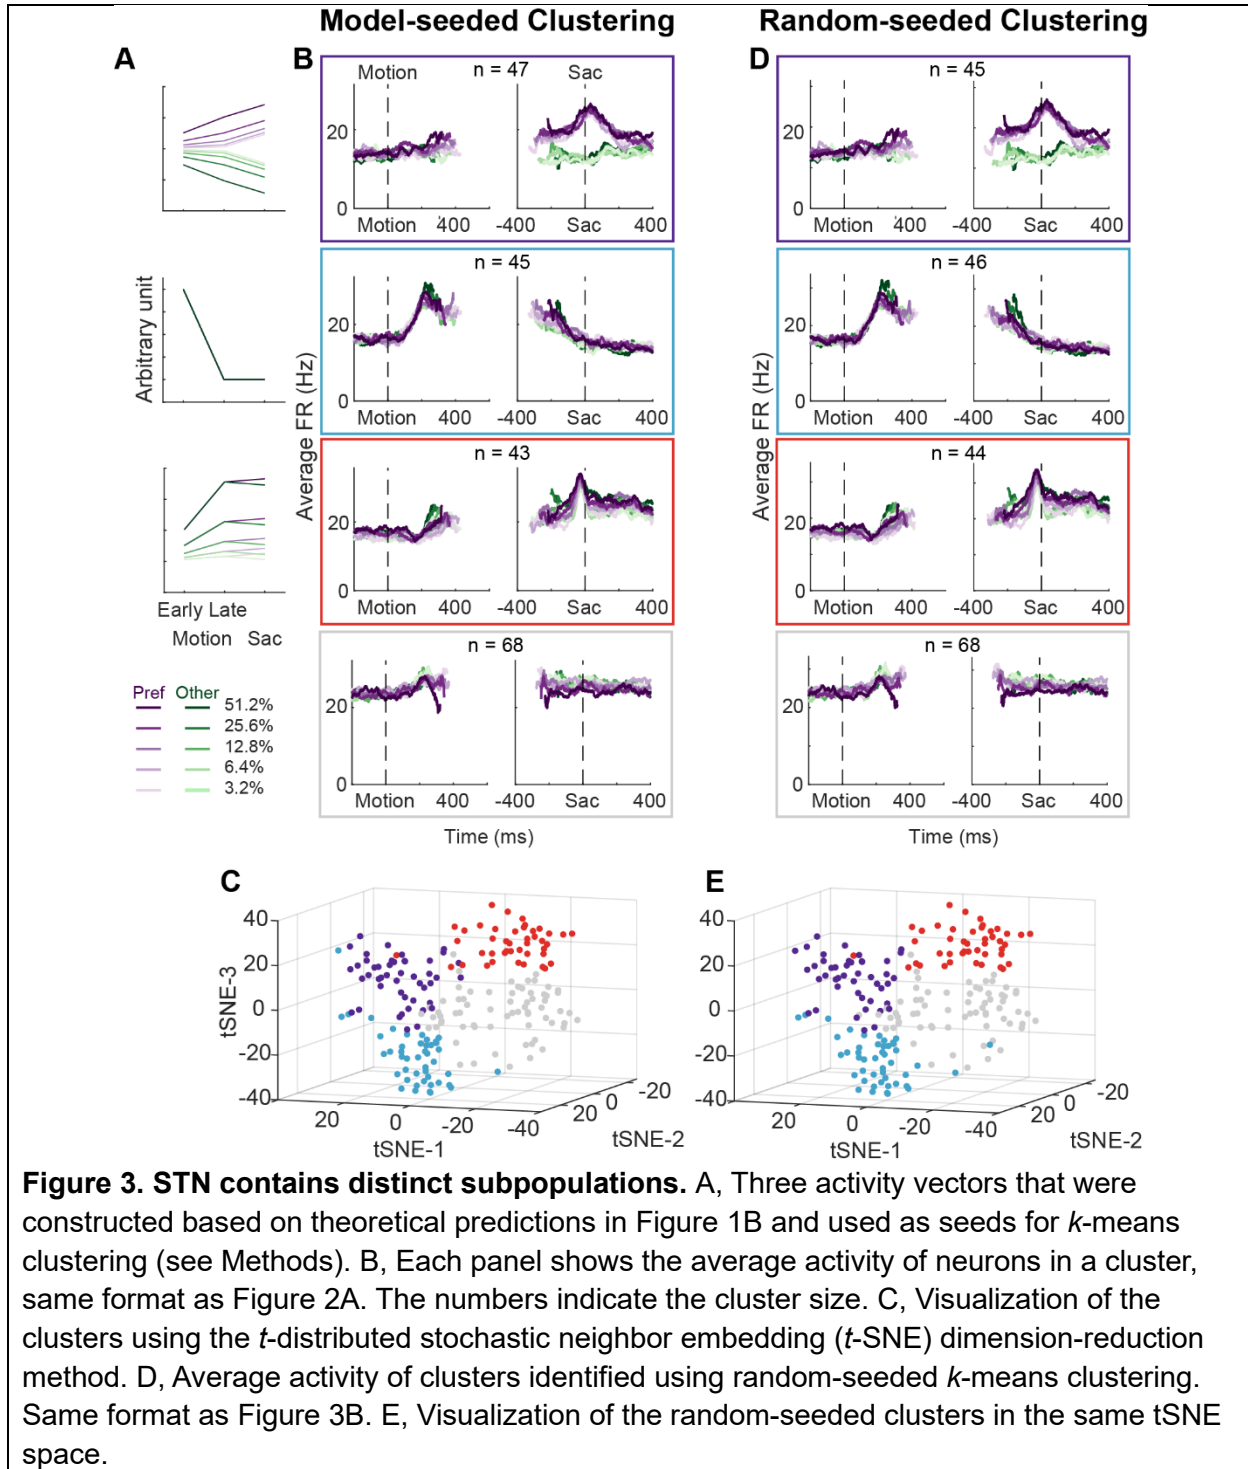 Model-seeded Clustering
Random-seeded Clustering
A
Arbitrary unit
Early Late
Motion Sac
Pref Other
51.2%
25.6%
12.8%
6.4%
3.2%
B
Average FR (Hz)
Motion n = 47 Sac
20
0
Motion 400 -400 Sac 400
n = 45
20
0
Motion 400 -400 Sac 400
n = 43
20
0
Motion 400 -400 Sac 400
n = 68
20
0
Motion 400 -400 Sac 400
Time (ms)
D
Average FR (Hz)
n = 45
20
0
Motion 400 -400 Sac 400
n = 46
20
0
Motion 400 -400 Sac 400
n = 44
20
0
Motion 400 -400 Sac 400
n = 68
20
0
Motion 400 -400 Sac 400
Time (ms)
C
tSNE-3
40
20
0
-20
-40
20 0 -20 -40
tSNE-1
20 0 -20
tSNE-2
E
40
20
0
-20
-40
20 0 -20 -40
tSNE-1
20 0 -20
tSNE-2
Figure 3. STN contains distinct subpopulations. A, Three activity vectors that were
constructed based on theoretical predictions in Figure 1B and used as seeds for k-means
clustering (see Methods). B, Each panel shows the average activity of neurons in a cluster,
same format as Figure 2A. The numbers indicate the cluster size. C, Visualization of the
clusters using the t-distributed stochastic neighbor embedding (t-SNE) dimension-reduction
method. D, Average activity of clusters identified using random-seeded k-means clustering.
Same format as Figure 3B. E, Visualization of the random-seeded clusters in the same tSNE
space.